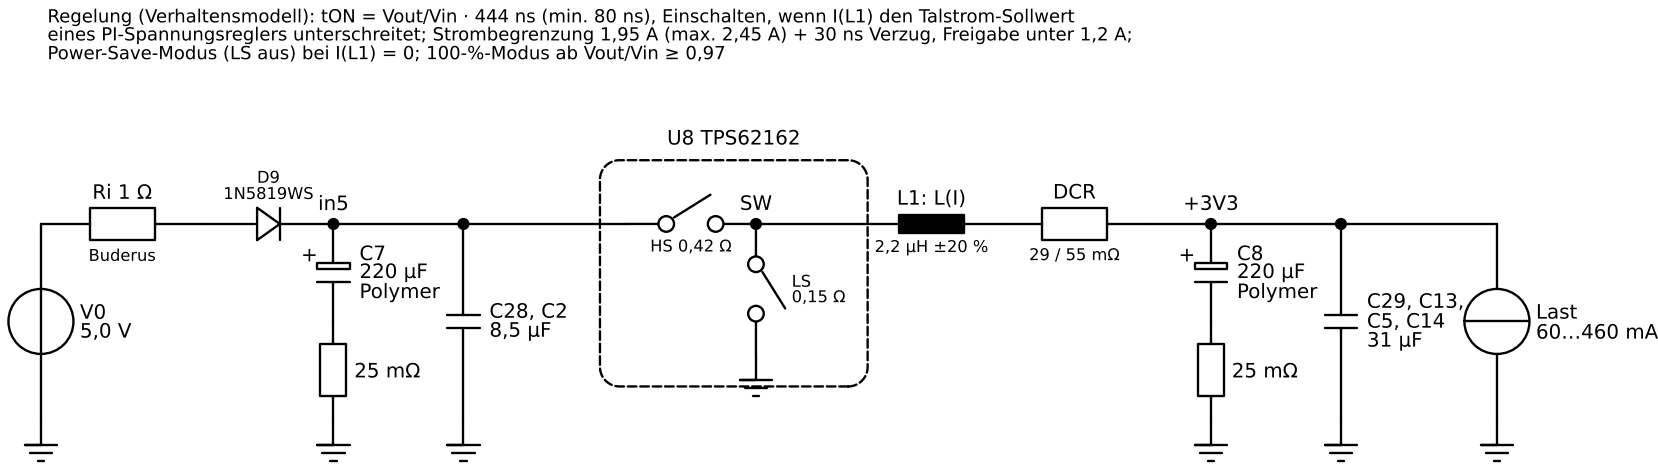 Regelung (Verhaltensmodell): tON = Vout/Vin · 444 ns (min. 80 ns), Einschalten, wenn I(L1) den Talstrom-Sollwert
eines PI-Spannungsreglers unterschreitet; Strombegrenzung 1,95 A (max. 2,45 A) + 30 ns Verzug, Freigabe unter 1,2 A;
Power-Save-Modus (LS aus) bei I(L1) = 0; 100-%-Modus ab Vout/Vin ≥ 0,97
U8 TPS62162
Ri 1 Ω
Buderus
D9
1N5819WS
in5
SW
HS 0,42 Ω
LS
0,15 Ω
L1: L(I)
2,2 µH ±20 %
DCR
29 / 55 mΩ
+3V3
V0
5,0 V
+
C7
220 µF
Polymer
25 mΩ
C28, C2
8,5 µF
+
C8
220 µF
Polymer
25 mΩ
C29, C13,
C5, C14
31 µF
Last
60...460 mA